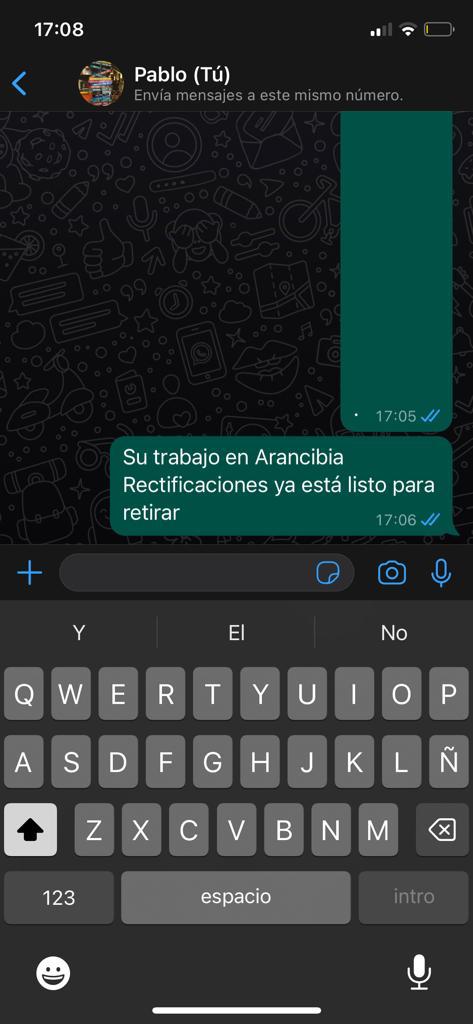 17:08
Pablo (Tú)
Envía mensajes a este mismo número.
. 17:05
Su trabajo en Arancibia
Rectificaciones ya está listo para
retirar
17:06
Y El No
Q W E R T Y U I O P
A S D F G H J K L Ñ
Z X C V B N M
123 espacio intro